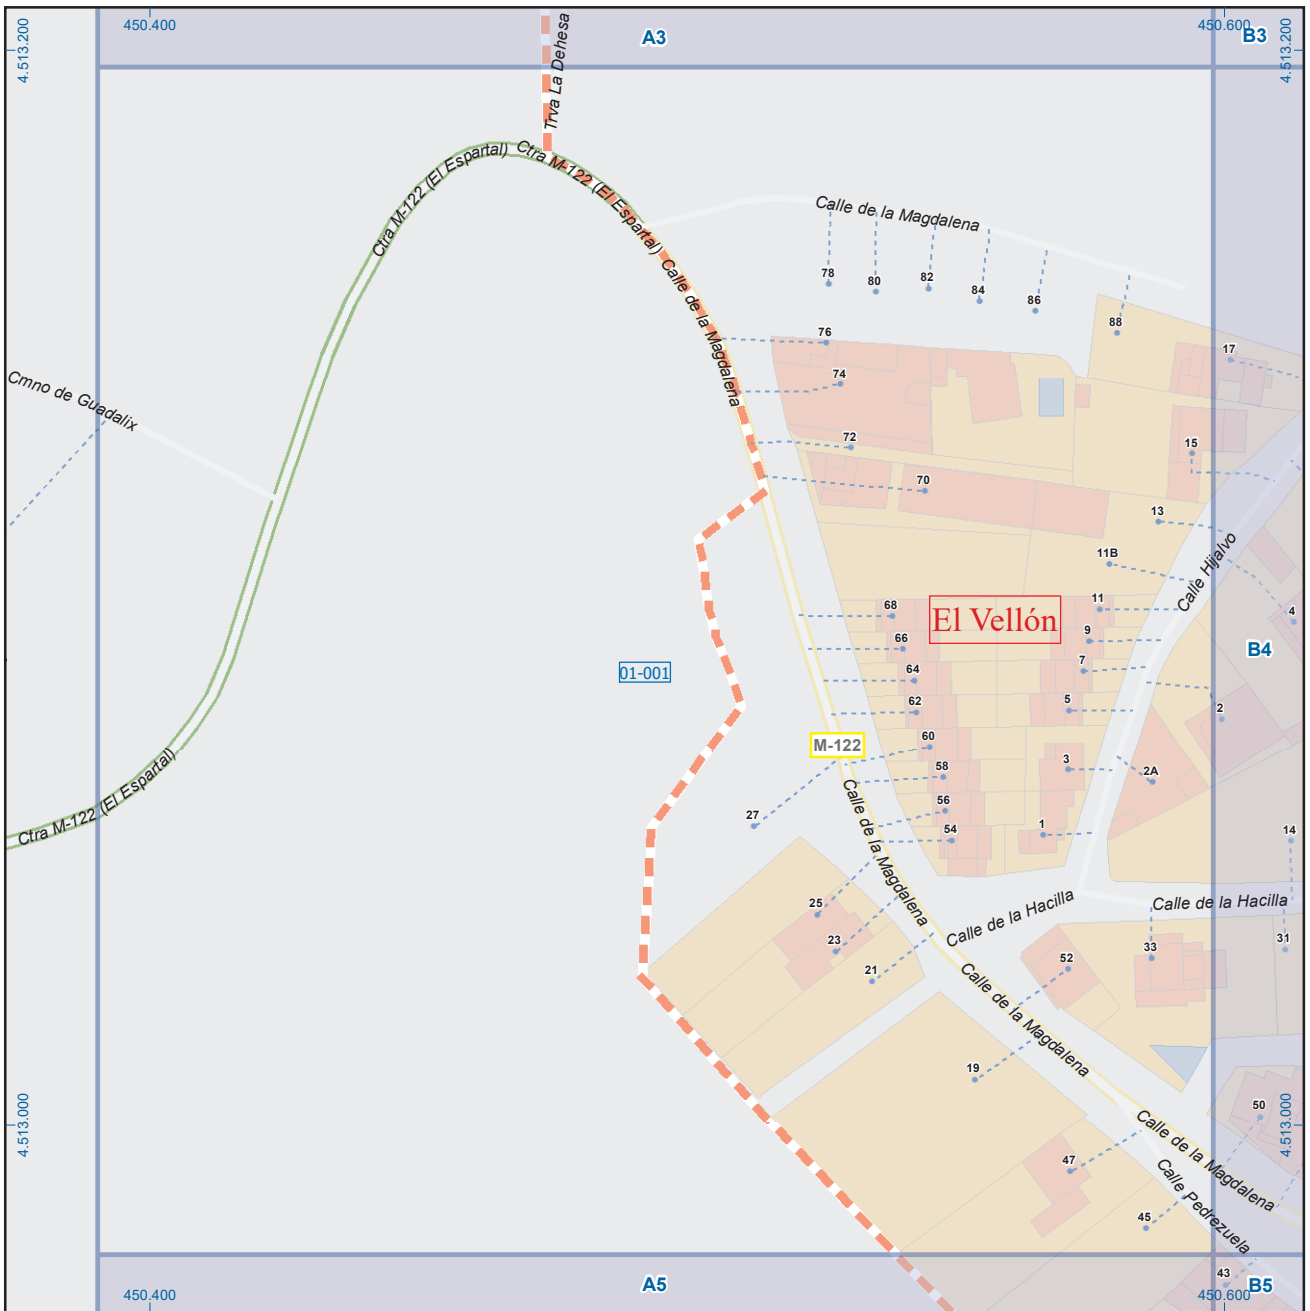 450.400
A3
450.600
B3
4.513.200
4.513.200
Trva La Dehesa
Ctra M-122 (El Espartal)
Ctra M-122 (El Espartal)
Calle de la Magdalena
Calle de la Magdalena
78
80
82
84
86
88
76
74
72
70
17
15
13
11B
Cmno de Guadalix
Calle Hijalvo
68
66
64
62
60
58
56
54
El Vellón
11
9
7
5
3
1
4
2
2A
B4
14
01-001
M-122
27
Ctra M-122 (El Espartal)
Calle de la Magdalena
25
23
21
Calle de la Hacilla
Calle de la Hacilla
52
33
31
Calle de la Magdalena
19
50
4.513.000
4.513.000
Calle de la Magdalena
47
45
Calle Pedrezuela
43
450.400
A5
450.600
B5